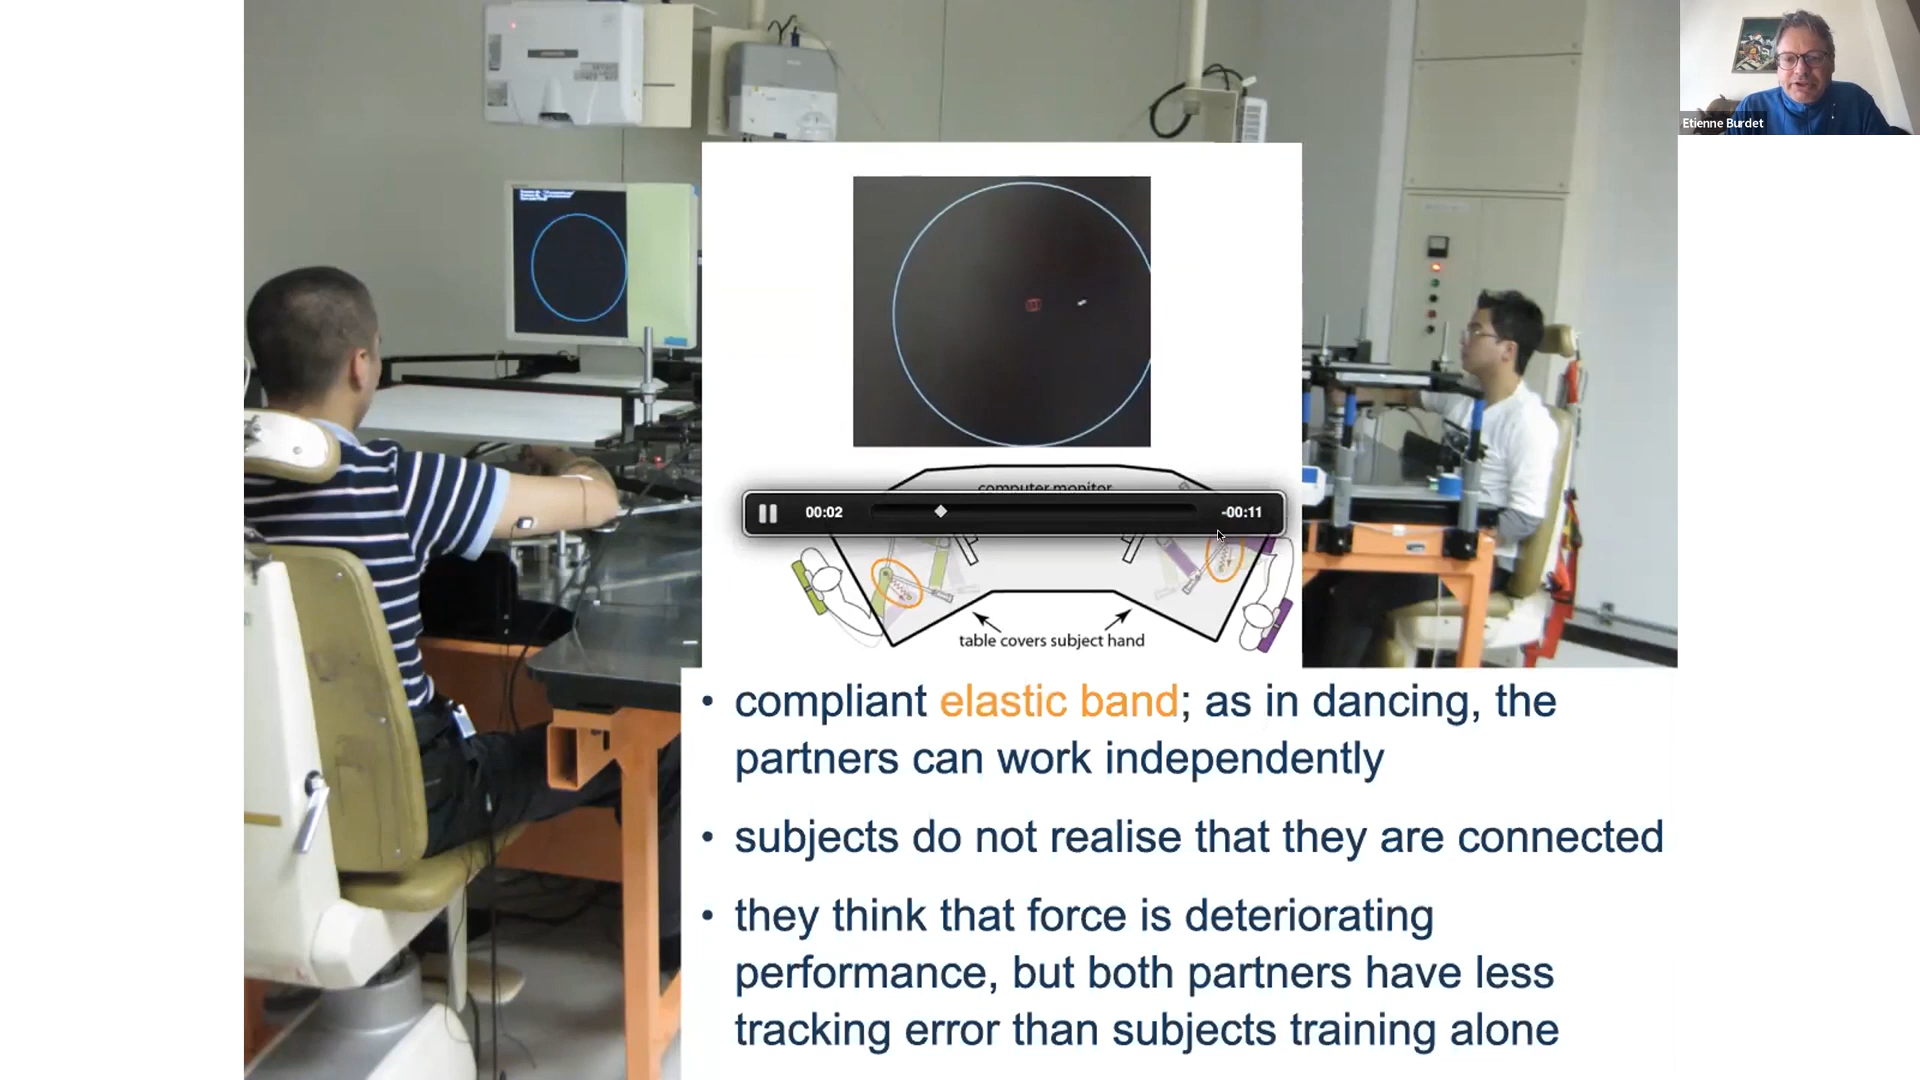 Etienne Burdet
computer monitor
00:02
-00:11
table covers subject hand
• compliant elastic band; as in dancing, the
partners can work independently
• subjects do not realise that they are connected
• they think that force is deteriorating
performance, but both partners have less
tracking error than subjects training alone